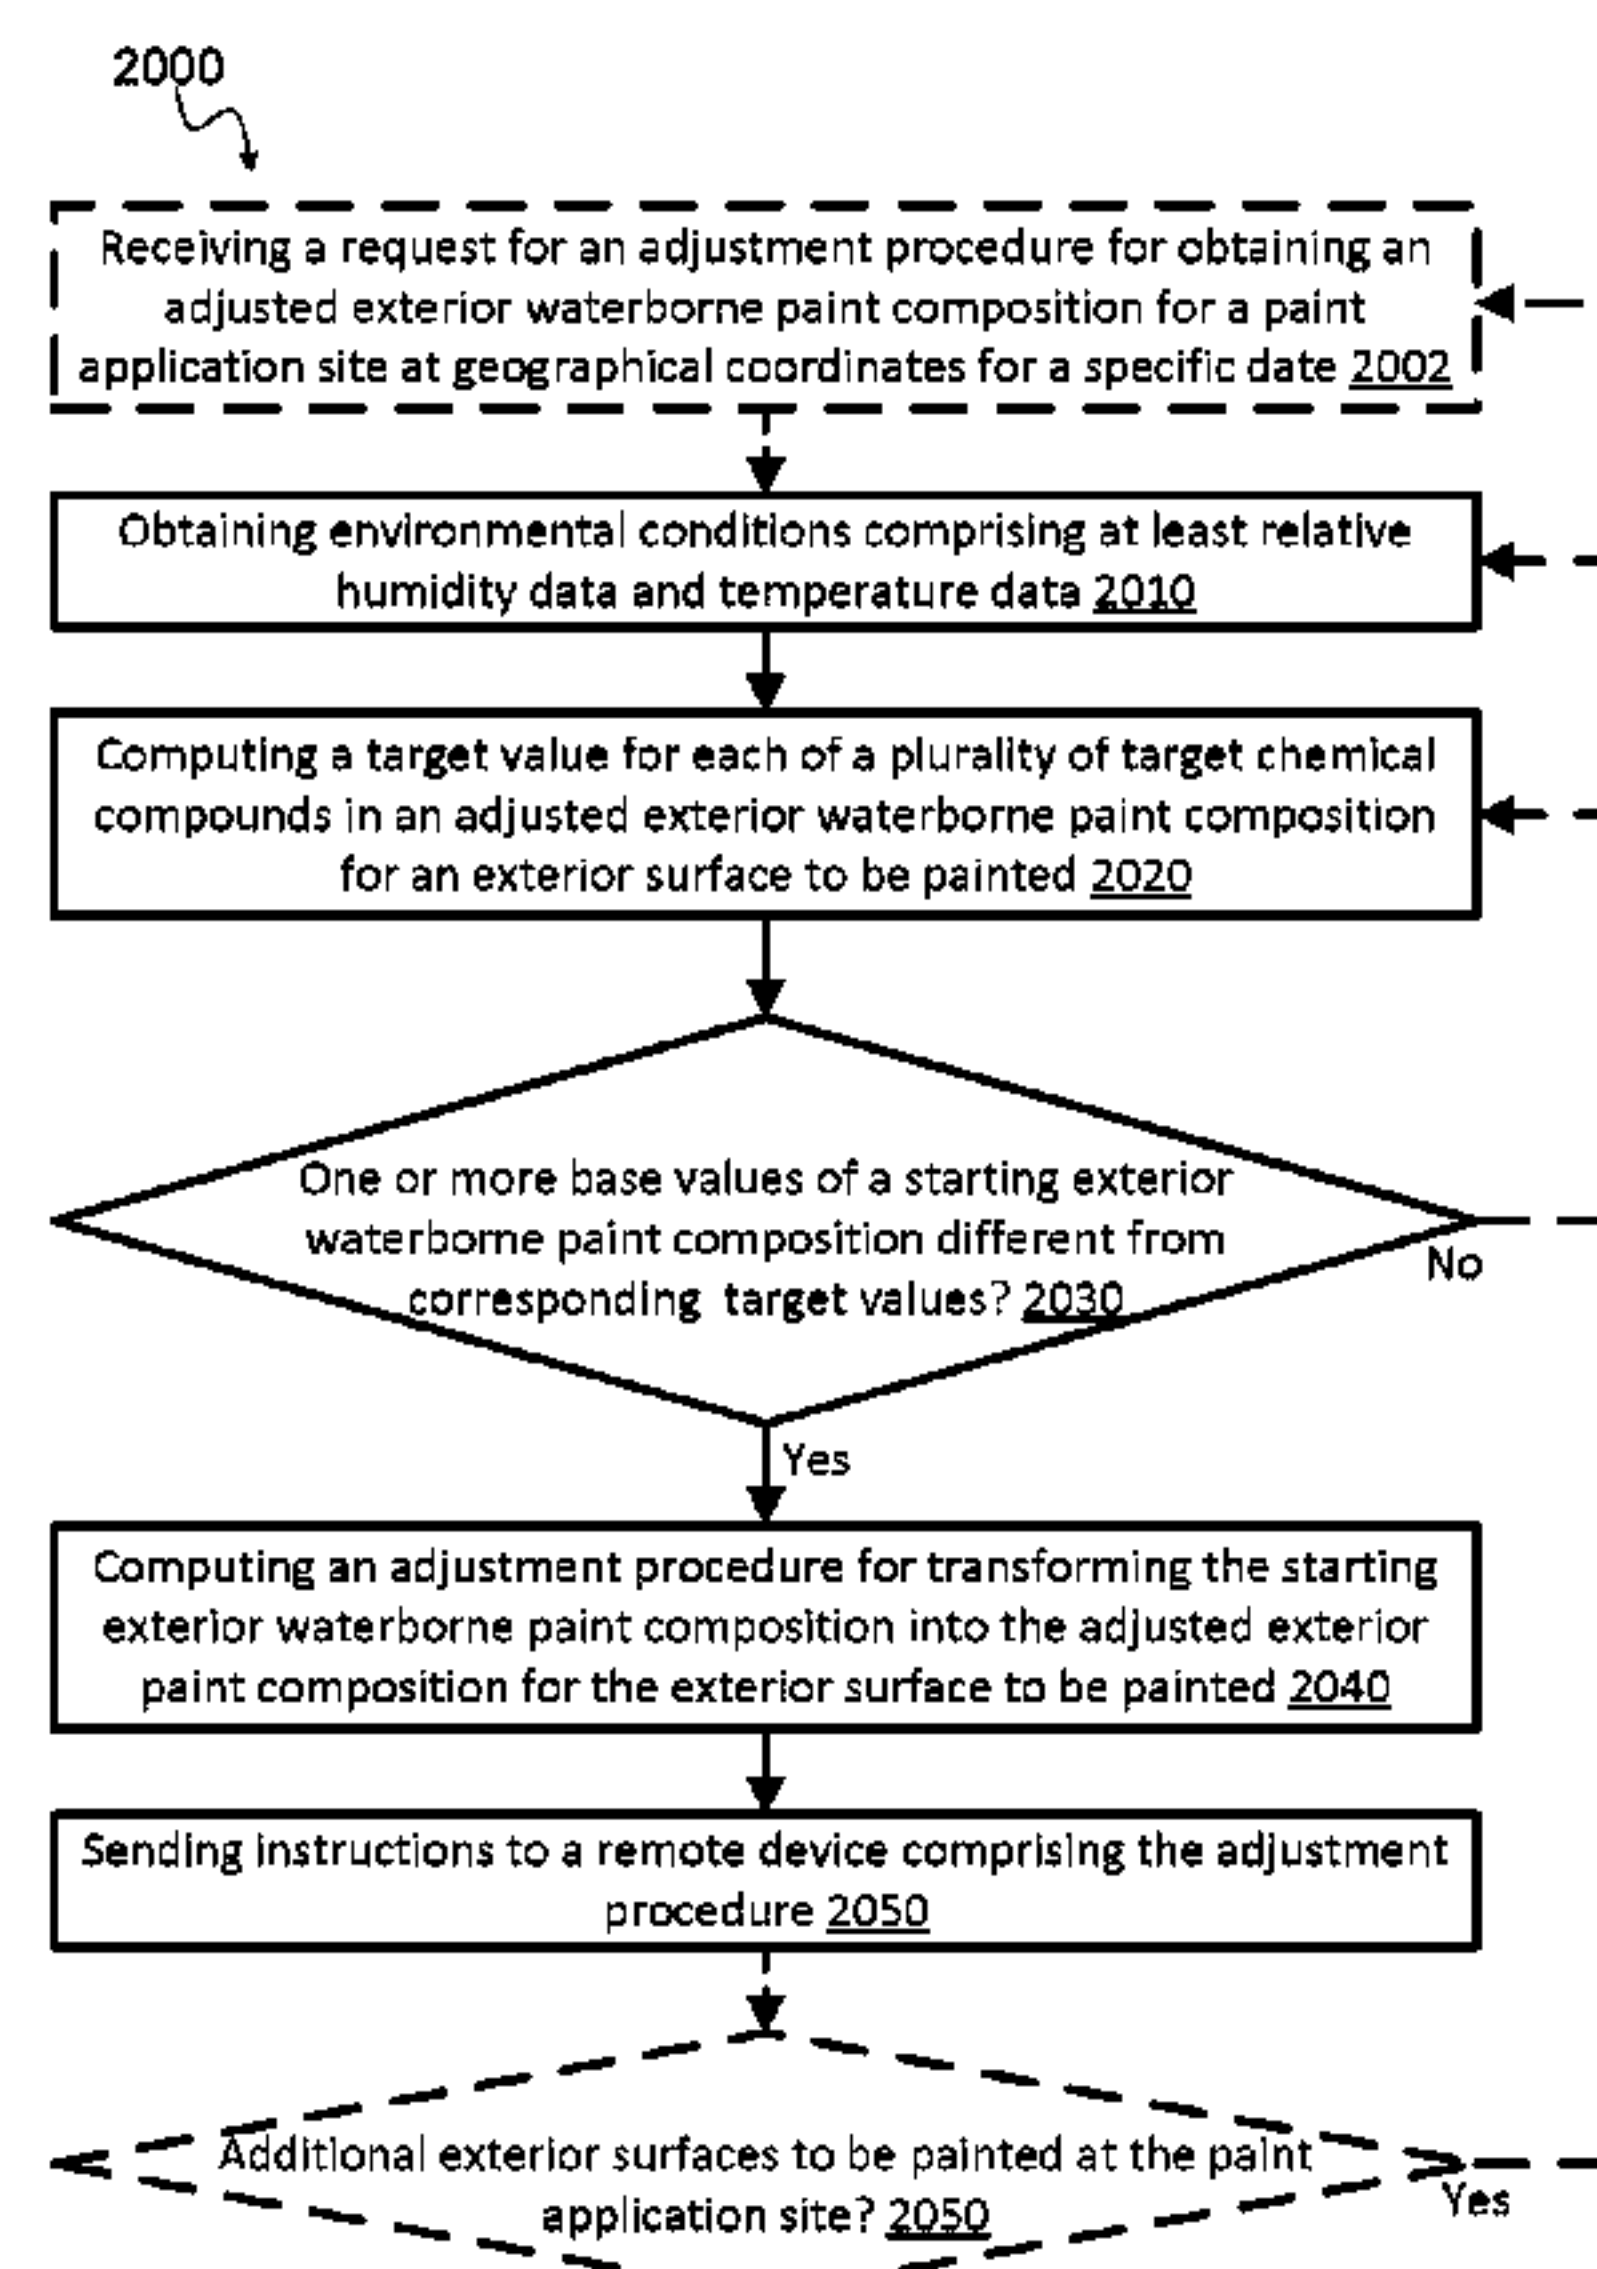 2000
Receiving a request for an adjustment procedure for obtaining an
adjusted exterior waterborne paint composition for a paint
application site at geographical coordinates for a specific date 2002
Obtaining environmental conditions comprising at least relative
humidity data and temperature data 2010
Computing a target value for each of a plurality of target chemical
compounds in an adjusted exterior waterborne paint composition
for an exterior surface to be painted 2020
One or more base values of a starting exterior
waterborne paint composition different from
corresponding target values? 2030
No
Yes
Computing an adjustment procedure for transforming the starting
exterior waterborne paint composition into the adjusted exterior
paint composition for the exterior surface to be painted 2040
Sending instructions to a remote device comprising the adjustment
procedure 2050
Additional exterior surfaces to be painted at the paint
application site? 2050
Yes